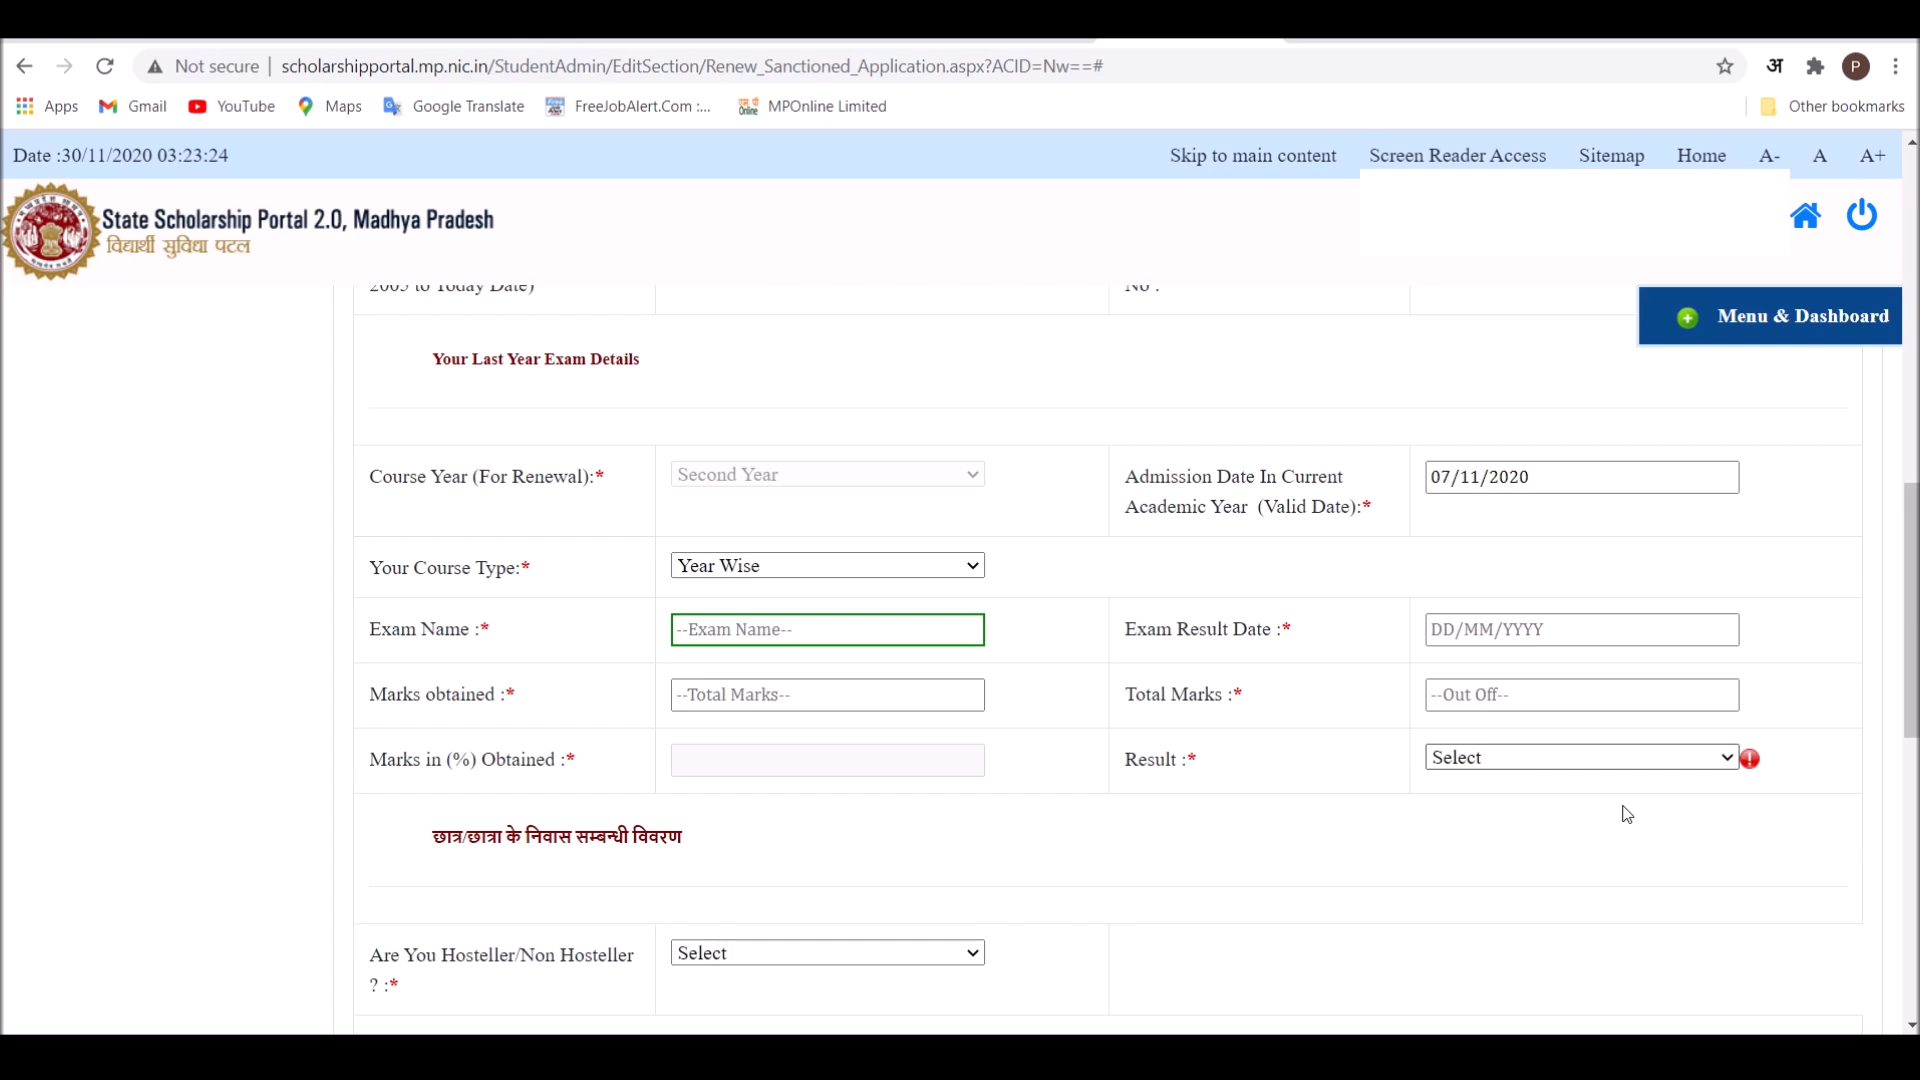 Not secure | scholarshipportal.mp.nic.in/StudentAdmin/EditSection/Renew_Sanctioned_Application.aspx?ACID=Nw==# अ P
Apps Gmail YouTube Maps Google Translate FreeJobAlert.Com :... MPOnline Limited Other bookmarks
Date :30/11/2020 03:23:24 Skip to main content Screen Reader Access Sitemap Home A- A A+
State Scholarship Portal 2.0, Madhya Pradesh
विद्यार्थी सुविधा पटल
2005 to Today Date) No :
Menu & Dashboard
Your Last Year Exam Details
Course Year (For Renewal):* Second Year Admission Date In Current 07/11/2020
Academic Year (Valid Date):*
Your Course Type:* Year Wise
Exam Name :* --Exam Name-- Exam Result Date :* DD/MM/YYYY
Marks obtained :* --Total Marks-- Total Marks :* --Out Off--
Marks in (%) Obtained :* Result :* Select
छात्र/छात्रा के निवास सम्बन्धी विवरण
Are You Hosteller/Non Hosteller Select
? :*